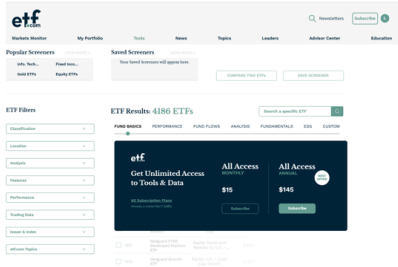 etf
.com
Newsletters
Subscribe
Markets Monitor
My Portfolio
Tools
News
Topics
Leaders
Advisor Center
Education
Popular Screeners
Saved Screeners
Info. Tech...
Fixed Inco...
Gold ETFs
Equity ETFs
Your Saved Screeners will appear here.
COMPARE TWO ETFs
SAVE SCREENER
ETF Filters
ETF Results: 4186 ETFs
Search a specific ETF
Classification
Location
Analysis
Features
Performance
Trading Data
Issuer & Index
etf.com Topics
FUND BASICS
PERFORMANCE
FUND FLOWS
ANALYSIS
FUNDAMENTALS
ESG
CUSTOM
etf
Get Unlimited Access
to Tools & Data
All Subscription Plans
All Access
MONTHLY
$15
Subscribe
All Access
ANNUAL
$145
Subscribe